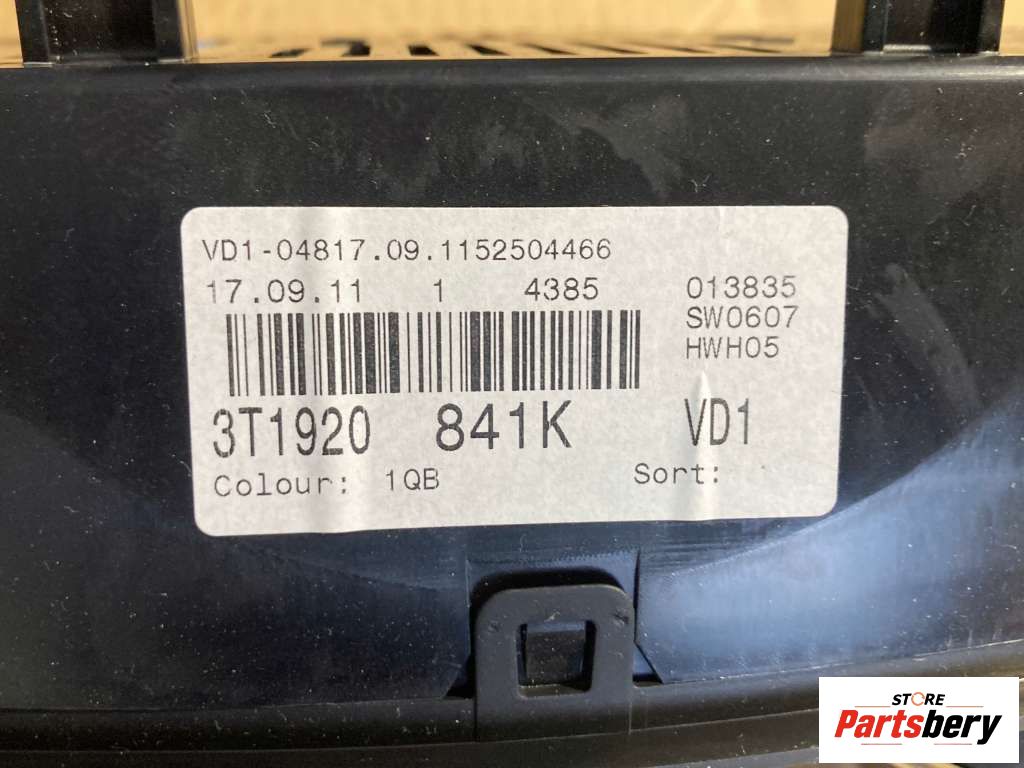 VD1-04817.09.1152504466
17.09.11 1 4385 013835
SW0607
HWH05
3T1920 841K VD1
Colour: 1QB Sort:
STORE
Partsbery